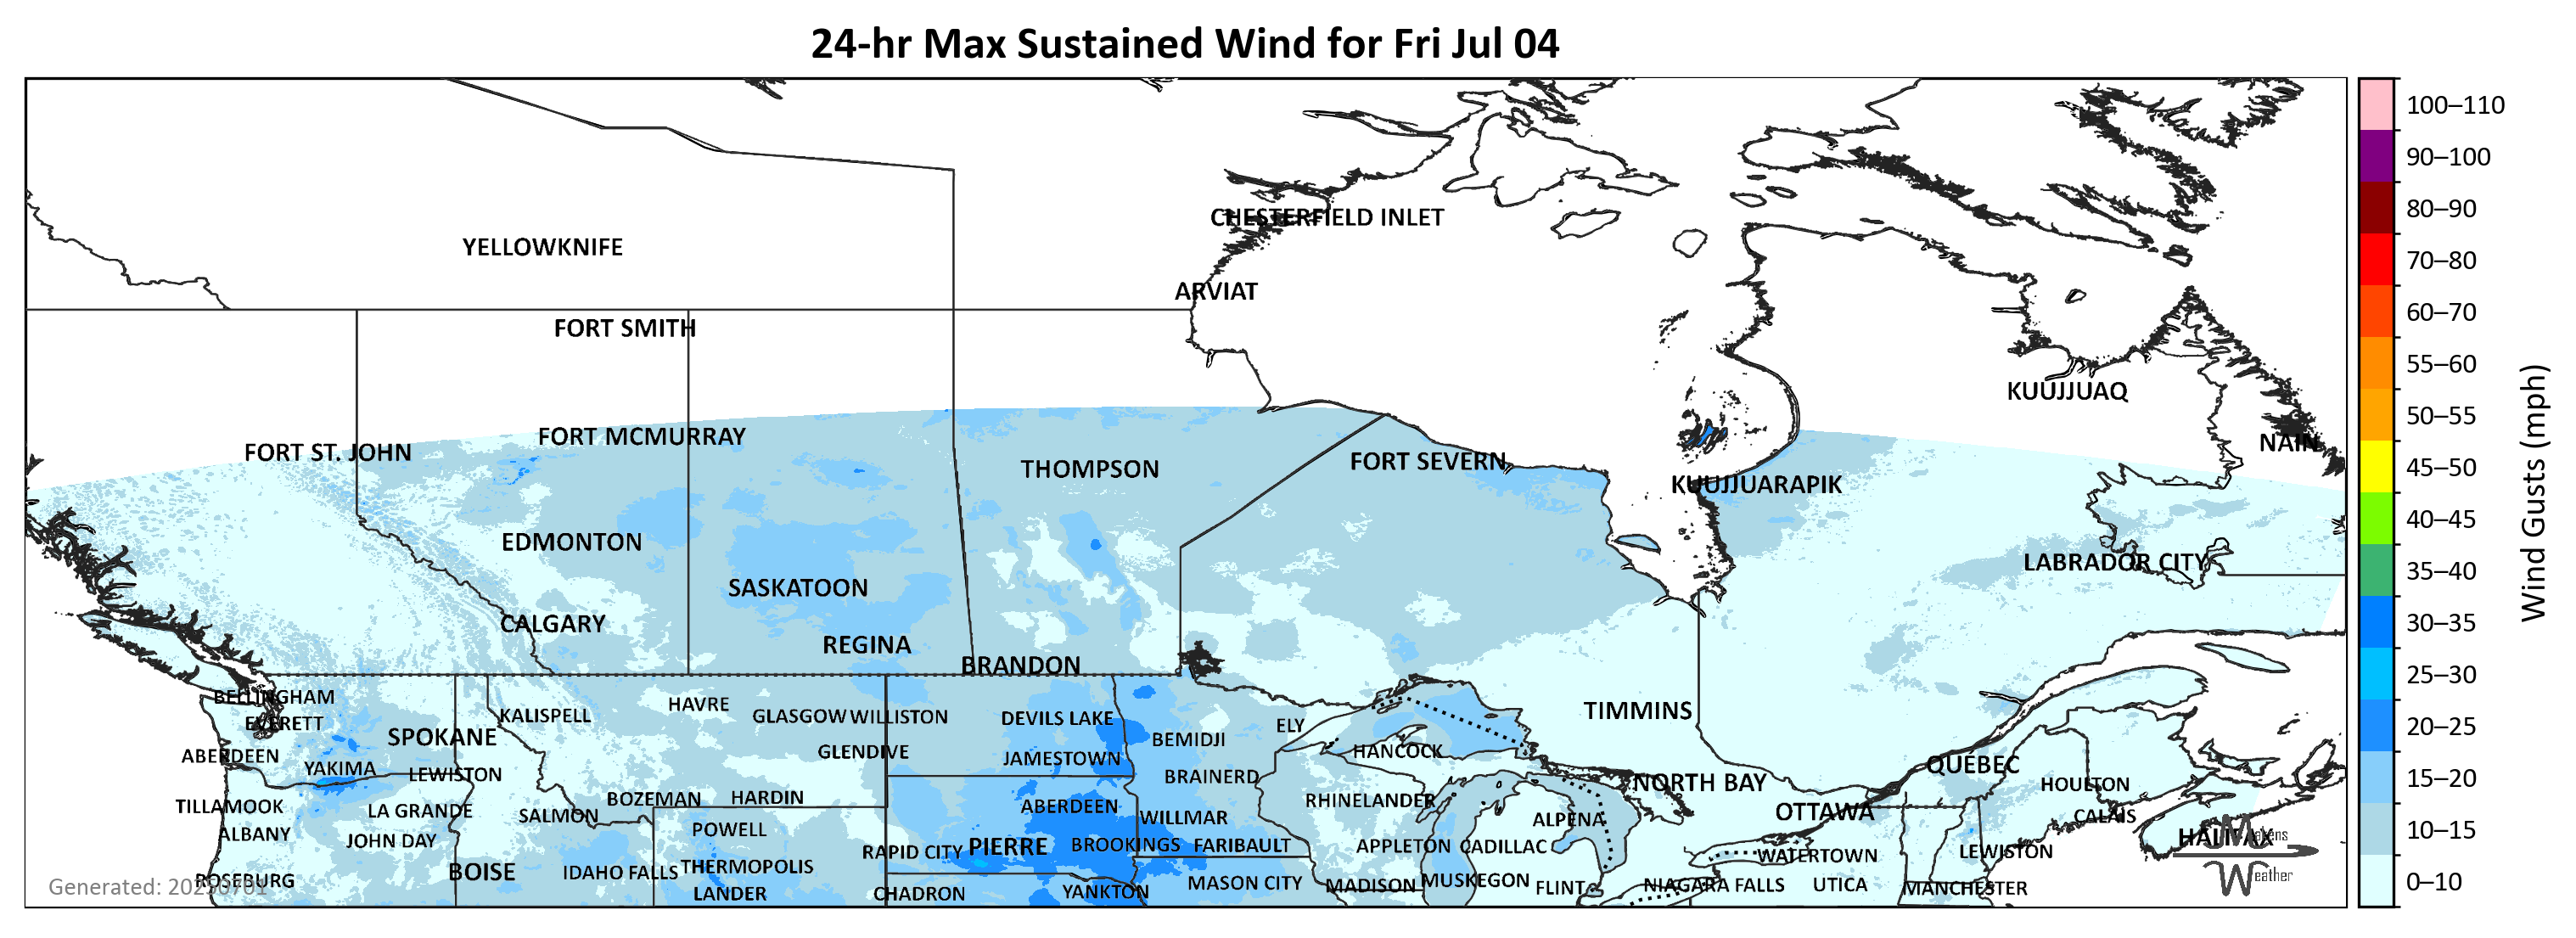 24-hr Max Sustained Wind for Fri Jul 04
100–110
90–100
80–90
70–80
60–70
55–60
50–55
45–50
40–45
35–40
30–35
25–30
20–25
15–20
10–15
0–10
Wind Gusts (mph)
CHESTERFIELD INLET
YELLOWKNIFE
ARVIAT
FORT SMITH
KUUJJUAQ
FORT MCMURRAY
NAIN
FORT ST. JOHN
FORT SEVERN
THOMPSON
KUUJJUARAPIK
EDMONTON
LABRADOR CITY
SASKATOON
CALGARY
REGINA
BRANDON
BELLINGHAM
HAVRE
TIMMINS
KALISPELL
GLASGOW
WILLISTON
DEVILS LAKE
EVERETT
ELY
SPOKANE
BEMIDJI
HANCOCK
GLENDIVE
ABERDEEN
JAMESTOWN
QUÉBEC
YAKIMA
LEWISTON
BRAINERD
NORTH BAY
HOULTON
BOZEMAN
HARDIN
RHINELANDER
TILLAMOOK
ABERDEEN
LA GRANDE
OTTAWA
SALMON
CALAIS
WILLMAR
ALPENA
POWELL
ALBANY
HALIFAX
JOHN DAY
PIERRE
BROOKINGS
FARIBAULT
APPLETON
CADILLAC
RAPID CITY
LEWISTON
WATERTOWN
THERMOPOLIS
BOISE
IDAHO FALLS
ROSEBURG
MUSKEGON
MASON CITY
MADISON
NIAGARA FALLS
UTICA
FLINT
MANCHESTER
YANKTON
LANDER
CHADRON
Generated: 20250701
Makens
Weather